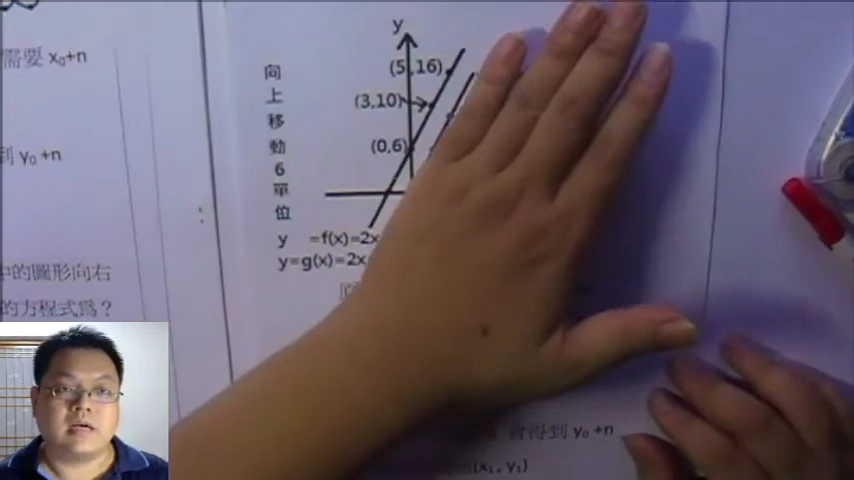 需要 x₀+n
到 y₀ +n
中的圖形向右
的方程式爲？
向
上
移
動
6
單
位
y
(5,16)
(3,10)
(0,6)
y =f(x)=2x
y=g(x)=2x
會得到 y₀ +n
(x₁, y₁)